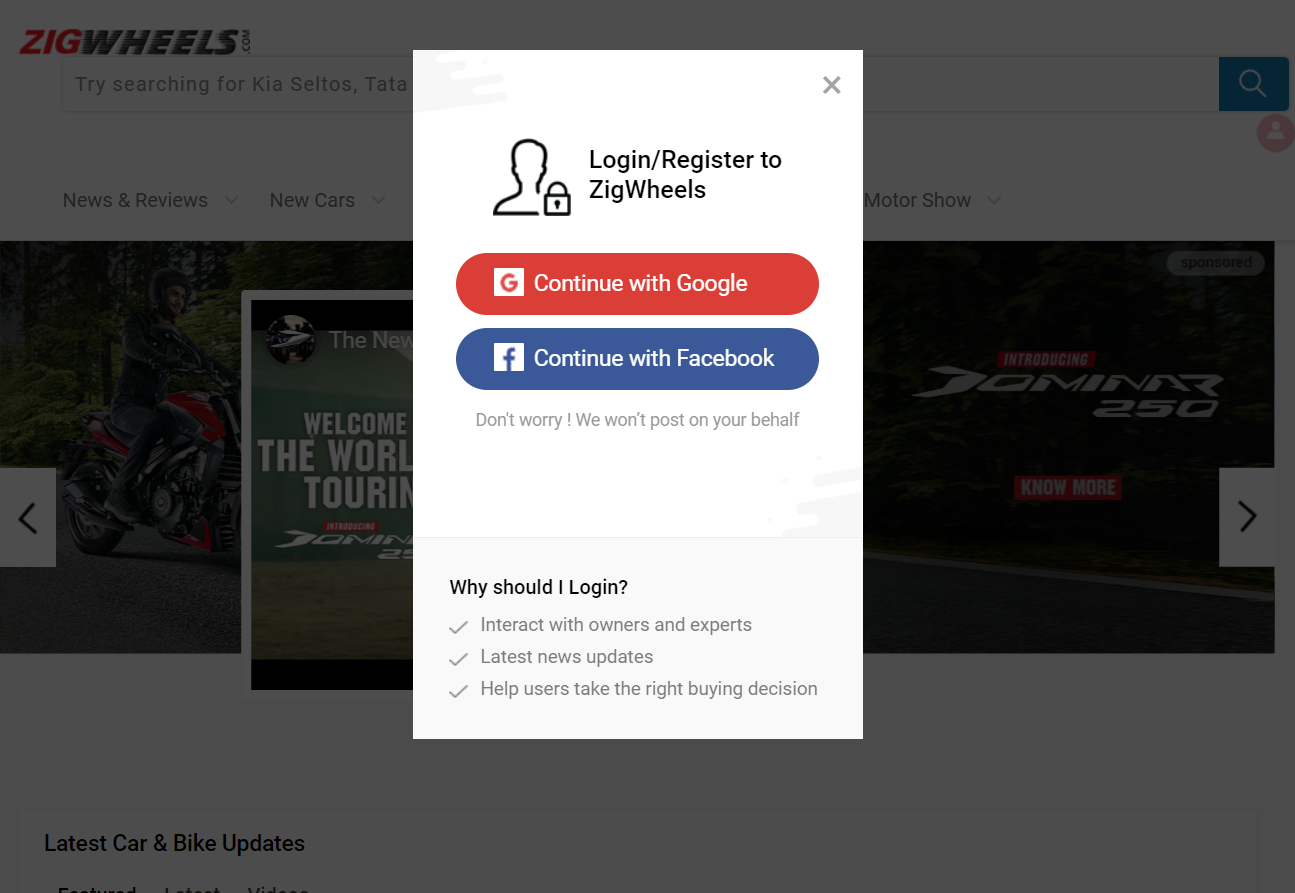 ZIGWHEELS.COM
Try searching for Kia Seltos, Tata
News & Reviews
New Cars
Motor Show
Login/Register to
ZigWheels
Continue with Google
Continue with Facebook
Don't worry ! We won’t post on your behalf
Why should I Login?
Interact with owners and experts
Latest news updates
Help users take the right buying decision
sponsored
The New
WELCOME
THE WORL
TOURIN
INTRODUCING
DOMINAR
250
INTRODUCING
DOMINAR
250
KNOW MORE
Latest Car & Bike Updates
Featured
Latest
Videos